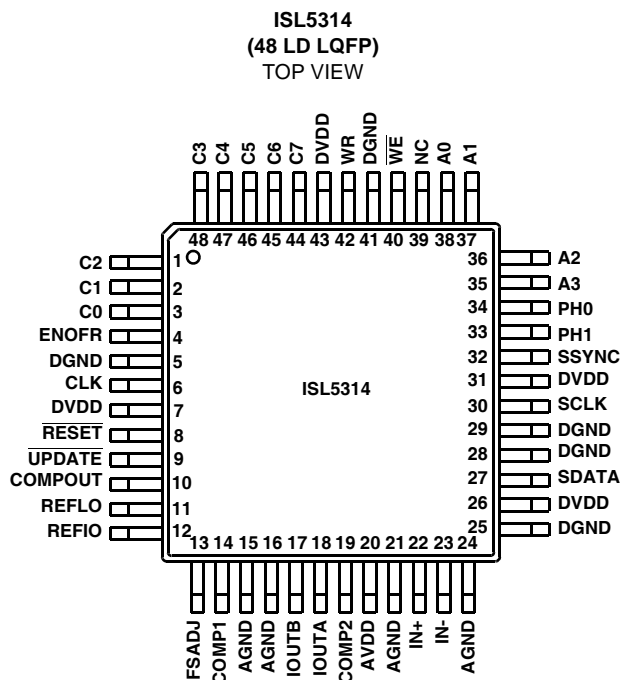 ISL5314
(48 LD LQFP)
TOP VIEW
C3 C4 C5 C6 C7 DVDD WR DGND WE NC A0 A1
48 47 46 45 44 43 42 41 40 39 38 37
C2 1
C1 2
C0 3
ENOFR 4
DGND 5
CLK 6
DVDD 7
RESET 8
UPDATE 9
COMPOUT 10
REFLO 11
REFIO 12
ISL5314
36 A2
35 A3
34 PH0
33 PH1
32 SSYNC
31 DVDD
30 SCLK
29 DGND
28 DGND
27 SDATA
26 DVDD
25 DGND
13 14 15 16 17 18 19 20 21 22 23 24
FSADJ COMP1 AGND AGND IOUTB IOUTA COMP2 AVDD AGND IN+ IN- AGND